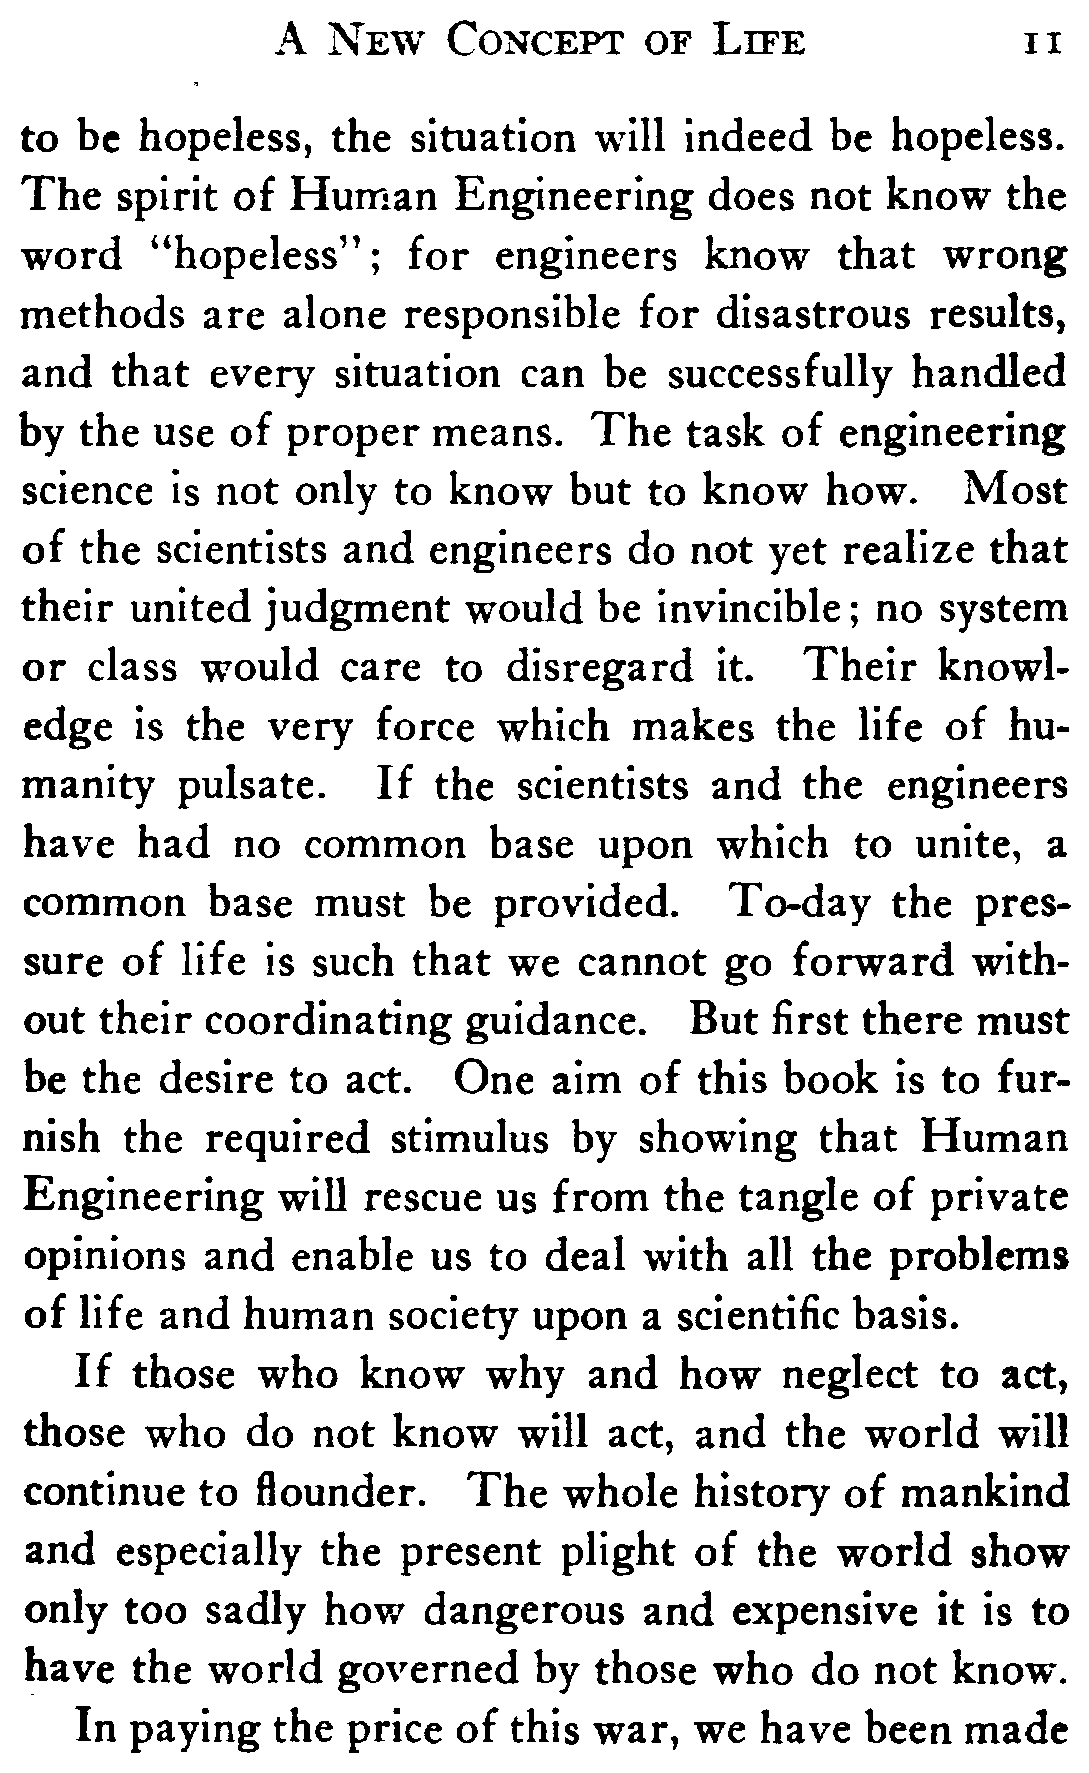 A New Concept of Life 11
to be hopeless, the situation will indeed be hopeless.
The spirit of Human Engineering does not know the
word "hopeless"; for engineers know that wrong
methods are alone responsible for disastrous results,
and that every situation can be successfully handled
by the use of proper means. The task of engineering
science is not only to know but to know how. Most
of the scientists and engineers do not yet realize that
their united judgment would be invincible; no system
or class would care to disregard it. Their knowl-
edge is the very force which makes the life of hu-
manity pulsate. If the scientists and the engineers
have had no common base upon which to unite, a
common base must be provided. To-day the pres-
sure of life is such that we cannot go forward with-
out their coordinating guidance. But first there must
be the desire to act. One aim of this book is to fur-
nish the required stimulus by showing that Human
Engineering will rescue us from the tangle of private
opinions and enable us to deal with all the problems
of life and human society upon a scientific basis.
If those who know why and how neglect to act,
those who do not know will act, and the world will
continue to flounder. The whole history of mankind
and especially the present plight of the world show
only too sadly how dangerous and expensive it is to
have the world governed by those who do not know.
In paying the price of this war, we have been made